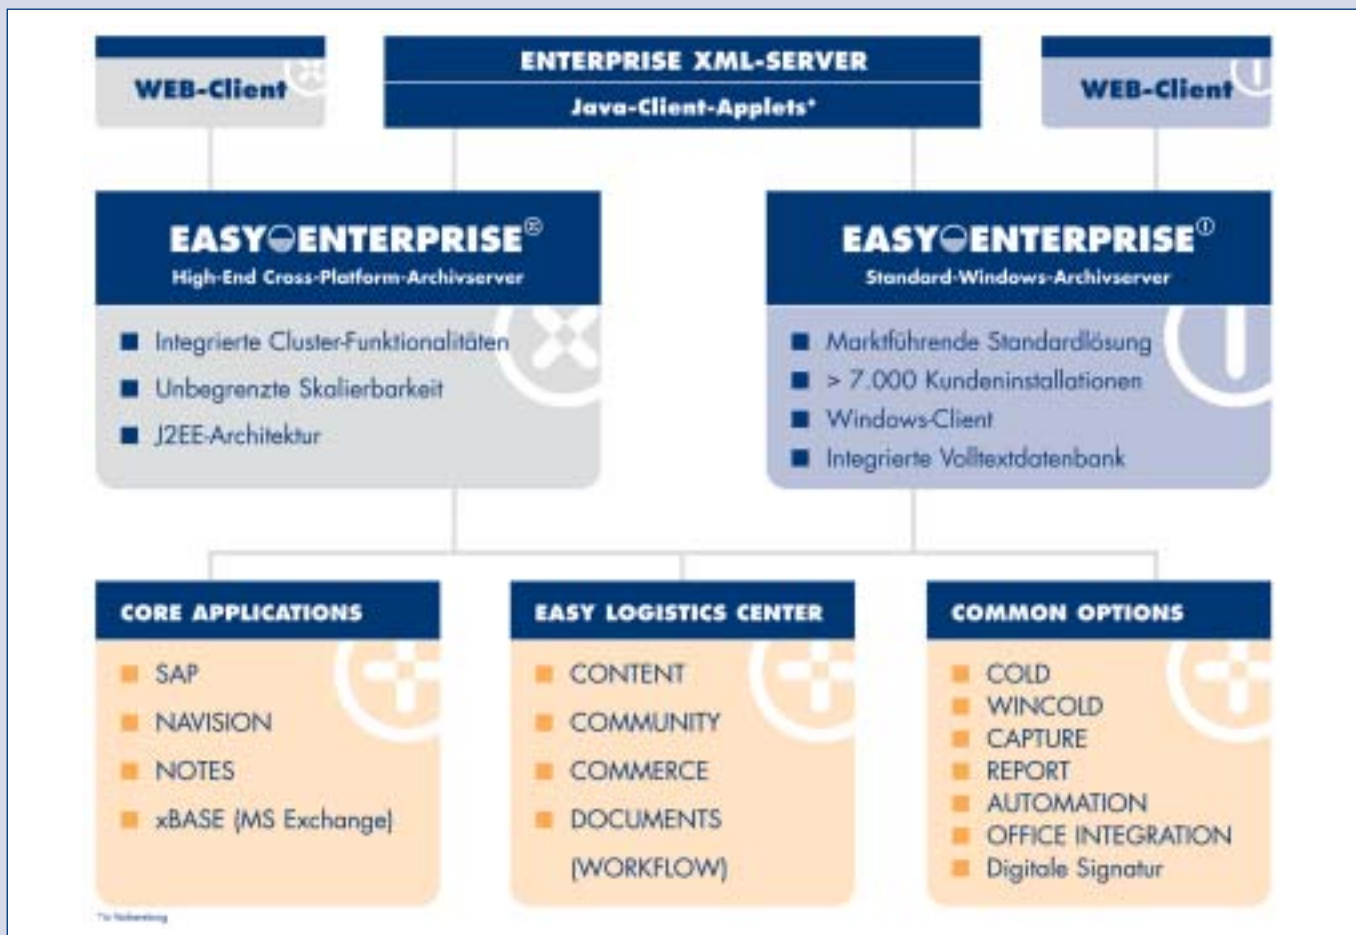 WEB-Client
ENTERPRISE XML-SERVER
Java-Client-Applets*
WEB-Client
EASY ENTERPRISE ⓧ
High-End Cross-Platform-Archivserver
Integrierte Cluster-Funktionalitäten
Unbegrenzte Skalierbarkeit
J2EE-Architektur
EASY ENTERPRISE ⓘ
Standard-Windows-Archivserver
Marktführende Standardlösung
> 7.000 Kundeninstallationen
Windows-Client
Integrierte Volltextdatenbank
CORE APPLICATIONS
SAP
NAVISION
NOTES
xBASE (MS Exchange)
EASY LOGISTICS CENTER
CONTENT
COMMUNITY
COMMERCE
DOCUMENTS
(WORKFLOW)
COMMON OPTIONS
COLD
WINCOLD
CAPTURE
REPORT
AUTOMATION
OFFICE INTEGRATION
Digitale Signatur